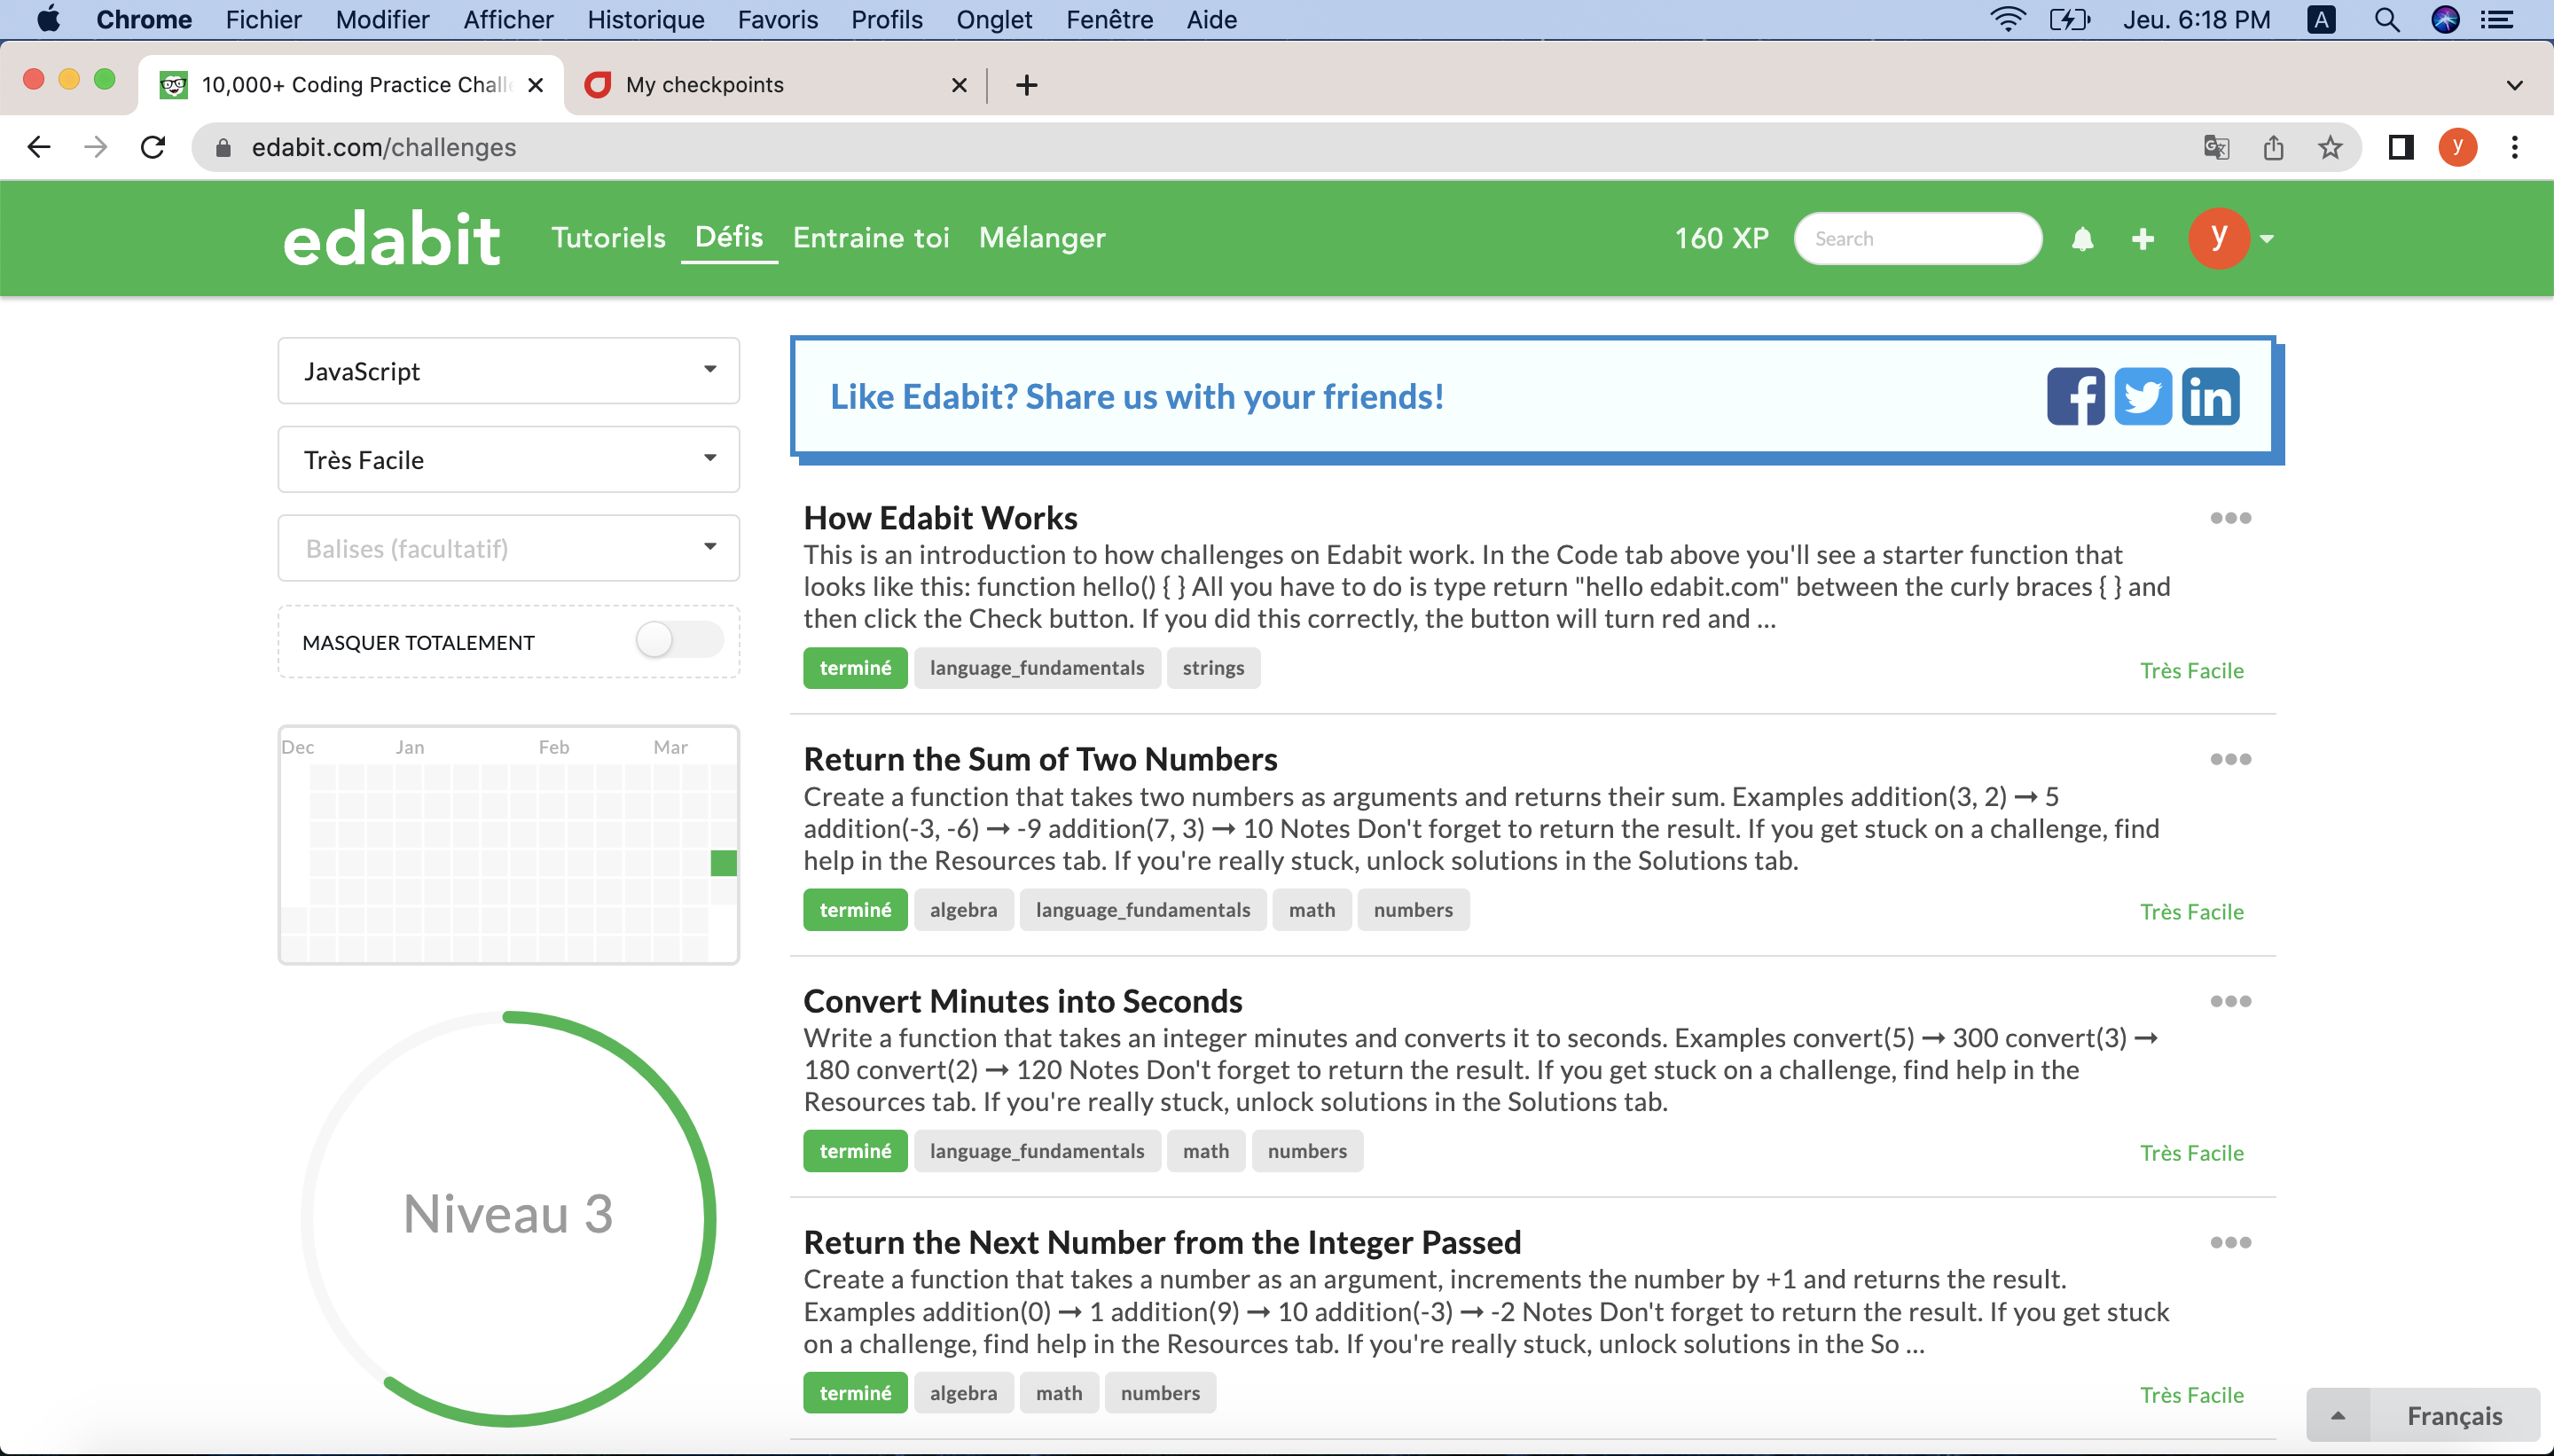 Chrome Fichier Modifier Afficher Historique Favoris Profils Onglet Fenêtre Aide Jeu. 6:18 PM A
10,000+ Coding Practice Chall My checkpoints
edabit.com/challenges y
edabit Tutoriels Défis Entraine toi Mélanger 160 XP Search y
JavaScript
Très Facile
Balises (facultatif)
MASQUER TOTALEMENT
Dec Jan Feb Mar
Niveau 3
Like Edabit? Share us with your friends!
How Edabit Works
This is an introduction to how challenges on Edabit work. In the Code tab above you'll see a starter function that
looks like this: function hello() { } All you have to do is type return "hello edabit.com" between the curly braces { } and
then click the Check button. If you did this correctly, the button will turn red and ...
terminé language_fundamentals strings Très Facile
Return the Sum of Two Numbers
Create a function that takes two numbers as arguments and returns their sum. Examples addition(3, 2) ➞ 5
addition(-3, -6) ➞ -9 addition(7, 3) ➞ 10 Notes Don't forget to return the result. If you get stuck on a challenge, find
help in the Resources tab. If you're really stuck, unlock solutions in the Solutions tab.
terminé algebra language_fundamentals math numbers Très Facile
Convert Minutes into Seconds
Write a function that takes an integer minutes and converts it to seconds. Examples convert(5) ➞ 300 convert(3) ➞
180 convert(2) ➞ 120 Notes Don't forget to return the result. If you get stuck on a challenge, find help in the
Resources tab. If you're really stuck, unlock solutions in the Solutions tab.
terminé language_fundamentals math numbers Très Facile
Return the Next Number from the Integer Passed
Create a function that takes a number as an argument, increments the number by +1 and returns the result.
Examples addition(0) ➞ 1 addition(9) ➞ 10 addition(-3) ➞ -2 Notes Don't forget to return the result. If you get stuck
on a challenge, find help in the Resources tab. If you're really stuck, unlock solutions in the So ...
terminé algebra math numbers Très Facile
Français